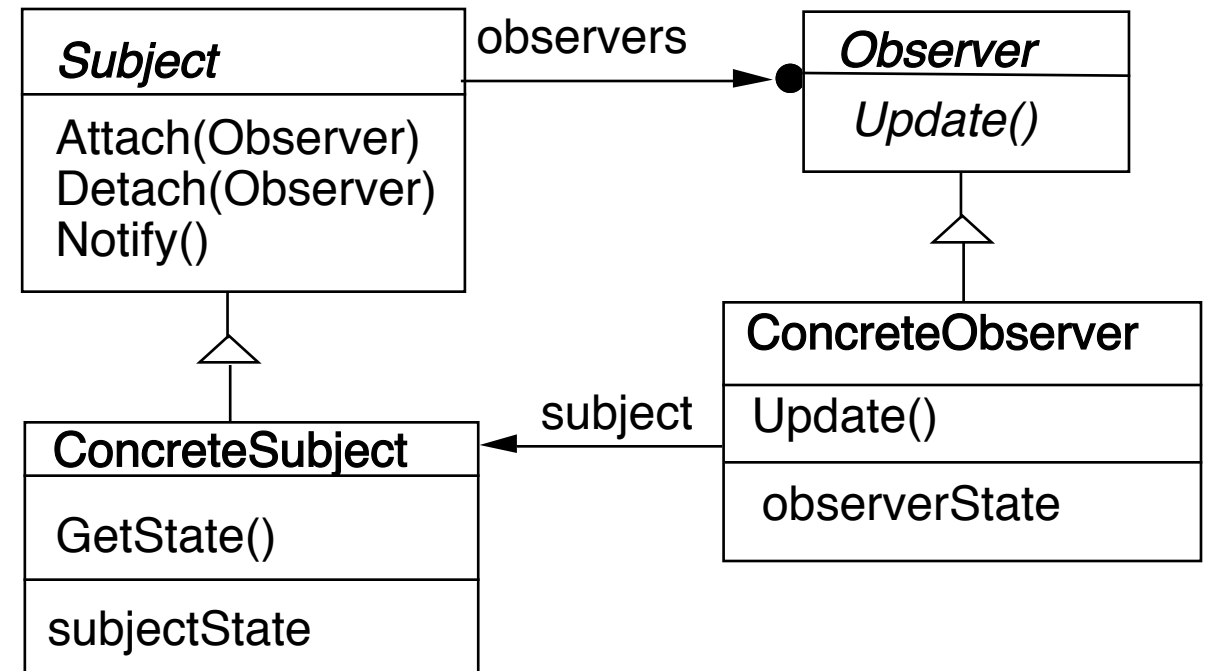 Subject
Attach(Observer)
Detach(Observer)
Notify()
observers
Observer
Update()
ConcreteObserver
Update()
observerState
subject
ConcreteSubject
GetState()
subjectState